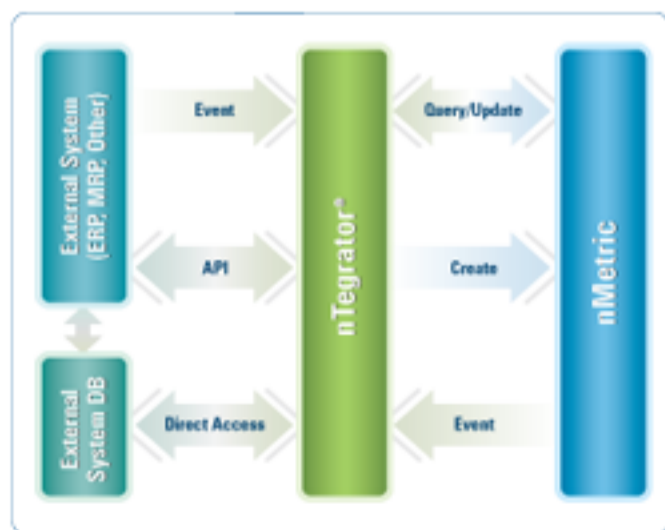 External System
(ERP, MRP, Other)
Event
nTegrator®
Query/Update
nMetric
API
Create
External
System DB
Direct Access
Event